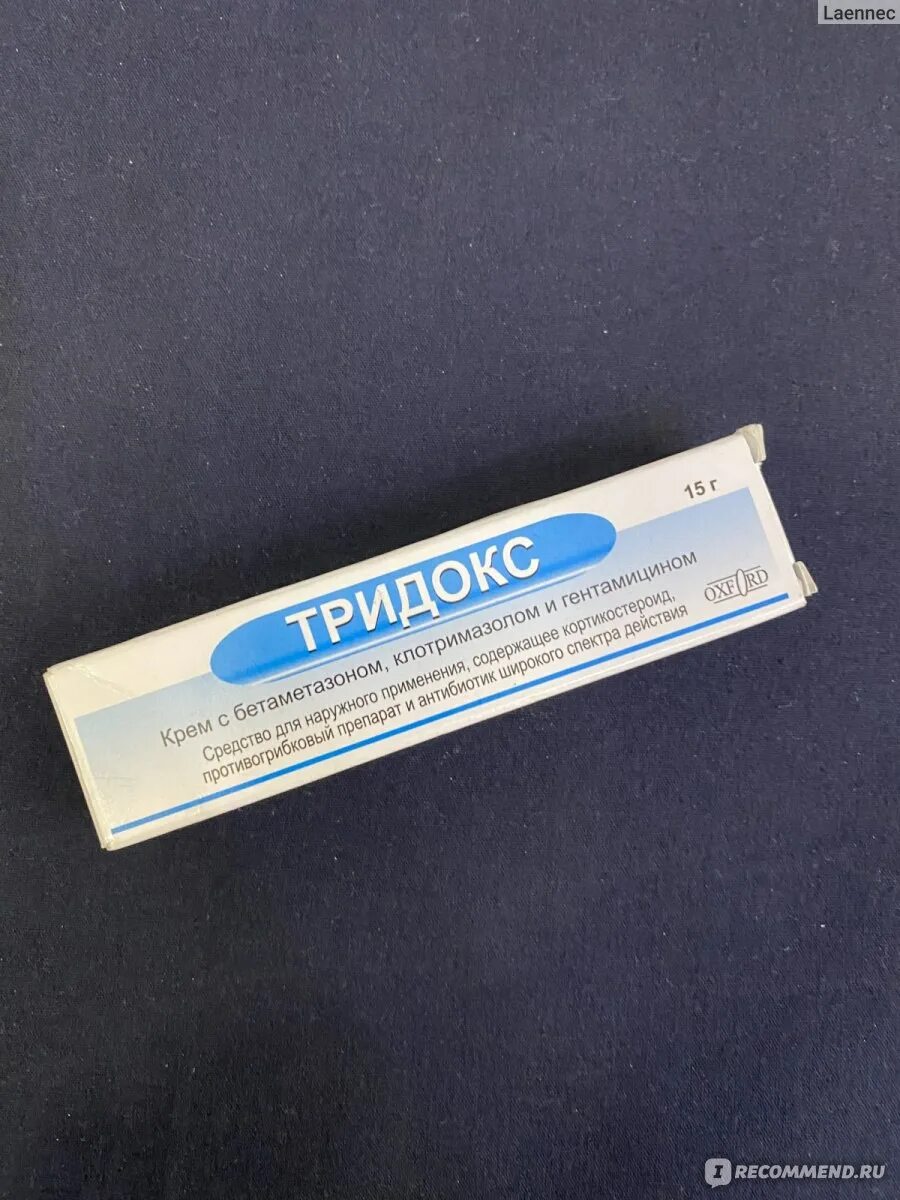 Laennec
15 г
ТРИДОКС
Крем с бетаметазоном, клотримазолом и гентамицином
Средство для наружного применения, содержащее кортикостероид,
противогрибковый препарат и антибиотик широкого спектра действия
OXFORD
IRECOMMEND.RU